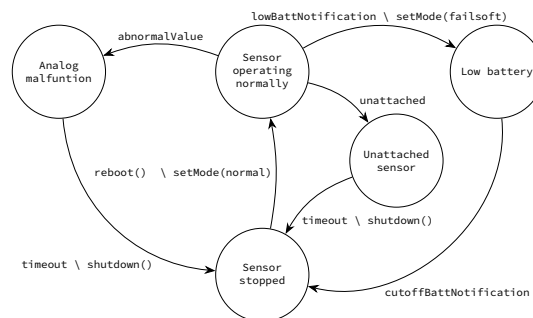 lowBattNotification \ setMode(failsoft)
abnormalValue
Analog
malfuntion
Sensor
operating
normally
Low battery
unattached
Unattached
sensor
reboot() \ setMode(normal)
timeout \ shutdown()
timeout \ shutdown()
Sensor
stopped
cutoffBattNotification